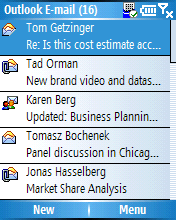 Outlook E-mail (16)
Tom Getzinger
Re: Is this cost estimate acc...
Tad Orman
New brand video and datas...
Karen Berg
Updated: Business Plannin...
Tomasz Bochenek
Panel discussion in Chicag...
Jonas Hasselberg
Market Share Analysis
New Menu